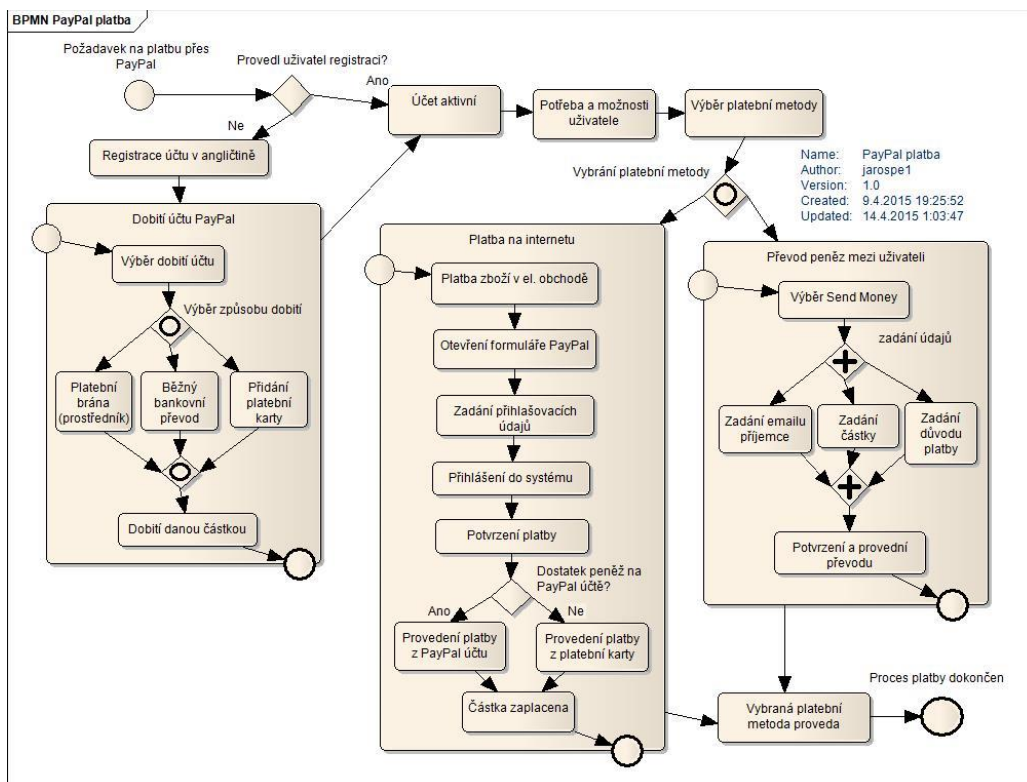 BPMN PayPal platba
Požadavek na platbu přes
PayPal
Provedl uživatel registraci?
Ano
Ne
Účet aktivní
Potřeba a možnosti
uživatele
Výběr platební metody
Registrace účtu v angličtině
Vybrání platební metody
Name: PayPal platba
Author: jarospe1
Version: 1.0
Created: 9.4.2015 19:25:52
Updated: 14.4.2015 1:03:47
Dobití účtu PayPal
Výběr dobití účtu
Výběr způsobu dobití
Platební
brána
(prostředník)
Běžný
bankovní
převod
Přidání
platební
karty
Dobití danou částkou
Platba na internetu
Platba zboží v el. obchodě
Otevření formuláře PayPal
Zadání přihlašovacích
údajů
Přihlášení do systému
Potvrzení platby
Dostatek peněž na
PayPal účtě?
Ano
Ne
Provedení platby
z PayPal účtu
Provedení platby
z platební karty
Částka zaplacena
Převod peněz mezi uživateli
Výběr Send Money
zadání údajů
Zadání emailu
příjemce
Zadání
částky
Zadání
důvodu
platby
Potvrzení a provední
převodu
Vybraná platební
metoda proveda
Proces platby dokončen